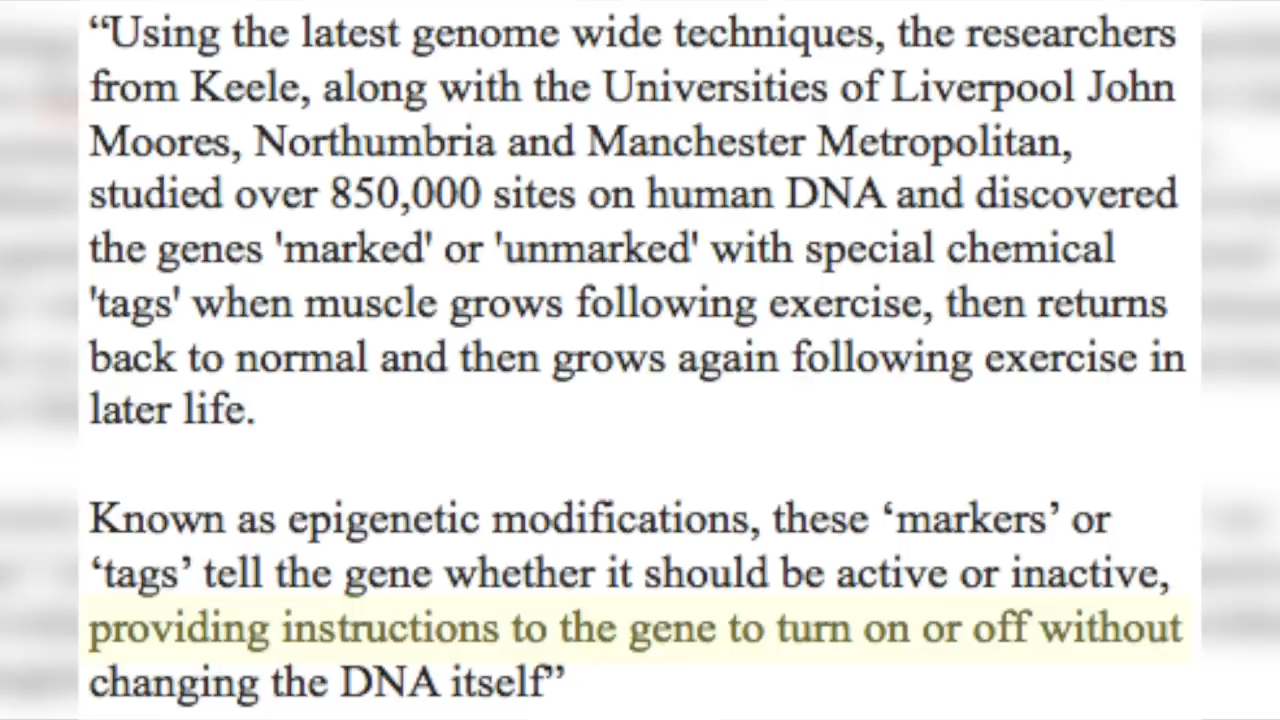 “Using the latest genome wide techniques, the researchers
from Keele, along with the Universities of Liverpool John
Moores, Northumbria and Manchester Metropolitan,
studied over 850,000 sites on human DNA and discovered
the genes 'marked' or 'unmarked' with special chemical
'tags' when muscle grows following exercise, then returns
back to normal and then grows again following exercise in
later life.
Known as epigenetic modifications, these ‘markers’ or
‘tags’ tell the gene whether it should be active or inactive,
providing instructions to the gene to turn on or off without
changing the DNA itself”